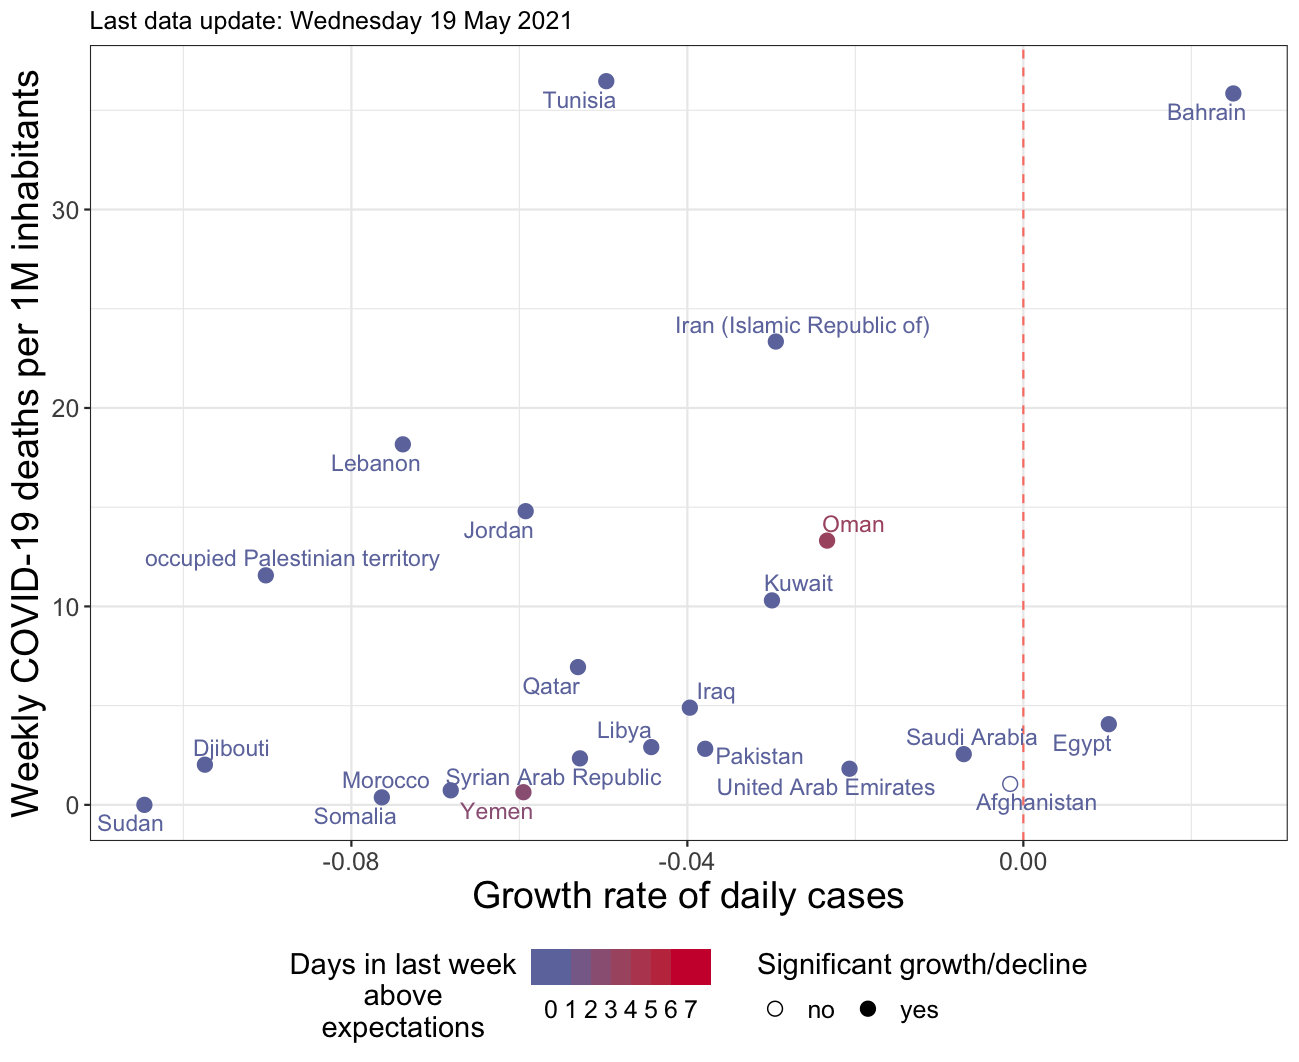 Last data update: Wednesday 19 May 2021
Weekly COVID-19 deaths per 1M inhabitants
Tunisia
Bahrain
30
Iran (Islamic Republic of)
20
Lebanon
Jordan
Oman
occupied Palestinian territory
Kuwait
10
Qatar
Iraq
Libya
Saudi Arabia
Egypt
Djibouti
Pakistan
Morocco
Syrian Arab Republic
United Arab Emirates
0
Afghanistan
Sudan
Somalia
Yemen
-0.08
-0.04
0.00
Growth rate of daily cases
Days in last week
above
expectations
0 1 2 3 4 5 6 7
Significant growth/decline
no
yes